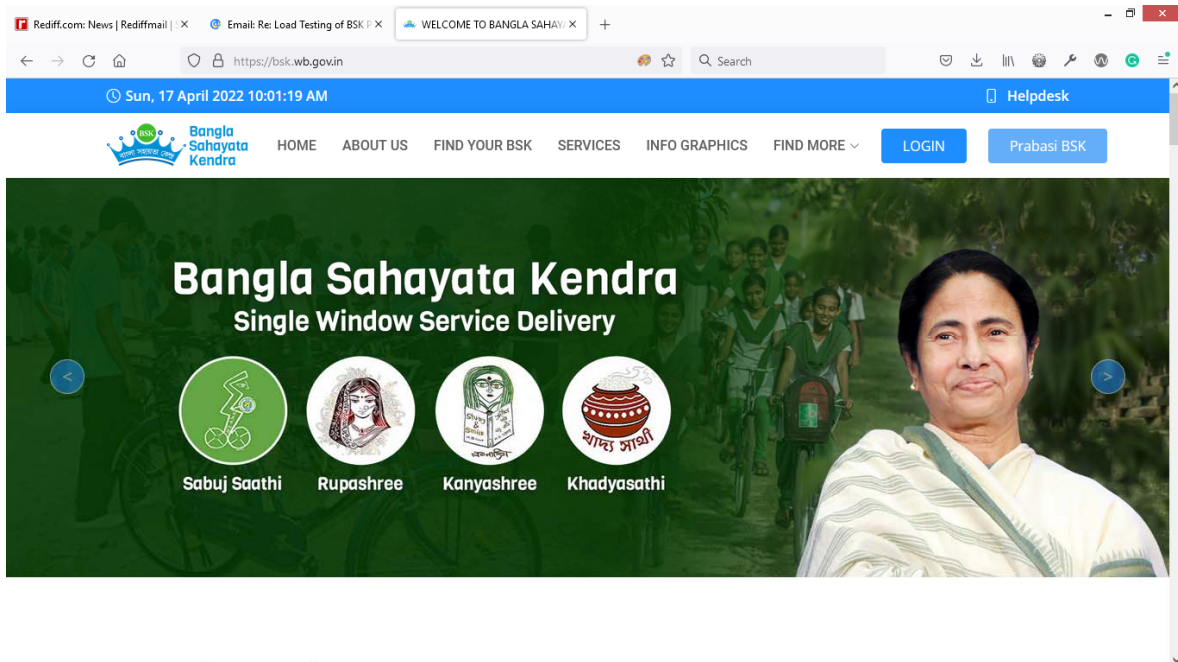 Rediff.com: News | Rediffmail |
Email: Re: Load Testing of BSK P
WELCOME TO BANGLA SAHAY
https://bsk.wb.gov.in
Search
Sun, 17 April 2022 10:01:19 AM
Helpdesk
BSK
বাংলা সহায়তা কেন্দ্র
Bangla
Sahayata
Kendra
HOME
ABOUT US
FIND YOUR BSK
SERVICES
INFO GRAPHICS
FIND MORE
LOGIN
Prabasi BSK
Bangla Sahayata Kendra
Single Window Service Delivery
<
>
খাদ্য সাথী
Sabuj Saathi
Rupashree
Kanyashree
Khadyasathi